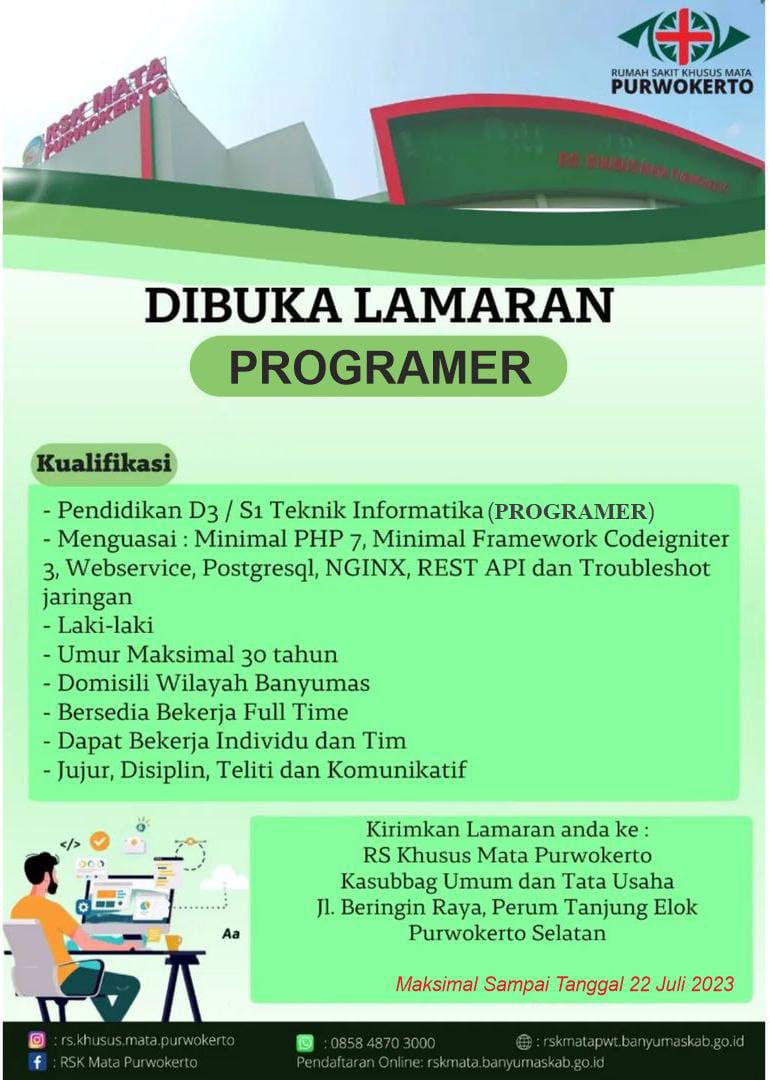 RUMAH SAKIT KHUSUS MATA
PURWOKERTO
RSK MATA
PURWOKERTO
RS. KHUSUS MATA PURWOKERTO
DIBUKA LAMARAN
PROGRAMER
Kualifikasi
- Pendidikan D3 / S1 Teknik Informatika (PROGRAMER)
- Menguasai : Minimal PHP 7, Minimal Framework Codeigniter
3, Webservice, Postgresql, NGINX, REST API dan Troubleshot
jaringan
- Laki-laki
- Umur Maksimal 30 tahun
- Domisili Wilayah Banyumas
- Bersedia Bekerja Full Time
- Dapat Bekerja Individu dan Tim
- Jujur, Disiplin, Teliti dan Komunikatif
</>
Aa
Kirimkan Lamaran anda ke :
RS Khusus Mata Purwokerto
Kasubbag Umum dan Tata Usaha
Jl. Beringin Raya, Perum Tanjung Elok
Purwokerto Selatan
Maksimal Sampai Tanggal 22 Juli 2023
: rs.khusus.mata.purwokerto
: 0858 4870 3000
: rskmatapwt.banyumaskab.go.id
: RSK Mata Purwokerto
Pendaftaran Online: rskmata.banyumaskab.go.id